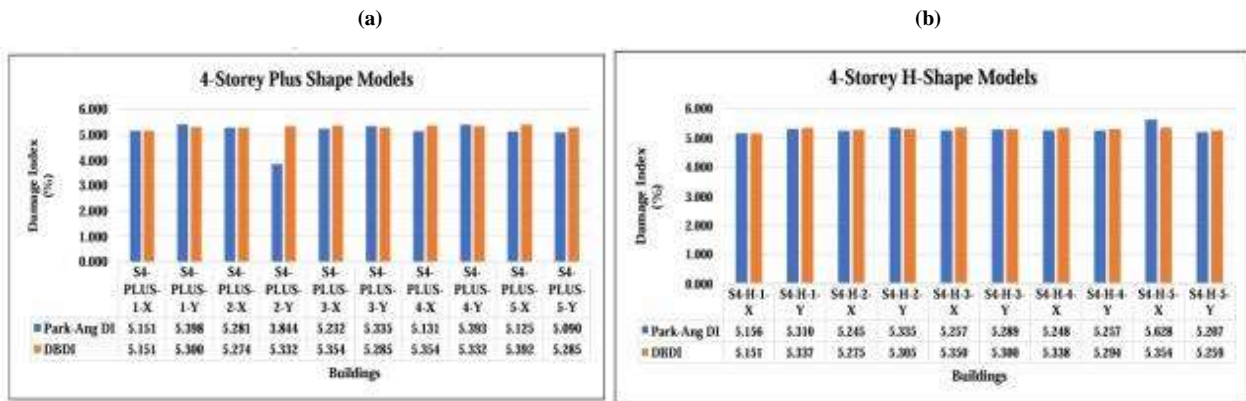 (a)
(b)
4-Storey Plus Shape Models
Damage Index
(%)
6.000
5.000
4.000
3.000
2.000
1.000
0.000
S4- S4- S4- S4- S4- S4- S4- S4- S4- S4-
PLUS- PLUS- PLUS- PLUS- PLUS- PLUS- PLUS- PLUS- PLUS- PLUS-
1-X 1-Y 2-X 2-Y 3-X 3-Y 4-X 4-Y 5-X 5-Y
Park-Ang DI 5.151 5.398 5.281 3.844 5.232 5.335 5.131 5.393 5.125 5.090
DBDI 5.151 5.300 5.274 5.332 5.354 5.285 5.354 5.332 5.392 5.285
Buildings
4-Storey H-Shape Models
Damage Index
(%)
6.000
5.000
4.000
3.000
2.000
1.000
0.000
S4-H-1- S4-H-1- S4-H-2- S4-H-2- S4-H-3- S4-H-3- S4-H-4- S4-H-4- S4-H-5- S4-H-5-
X Y X Y X Y X Y X Y
Park-Ang DI 5.156 5.310 5.245 5.335 5.257 5.289 5.248 5.257 5.628 5.207
DBDI 5.151 5.337 5.275 5.305 5.350 5.300 5.338 5.294 5.354 5.259
Buildings